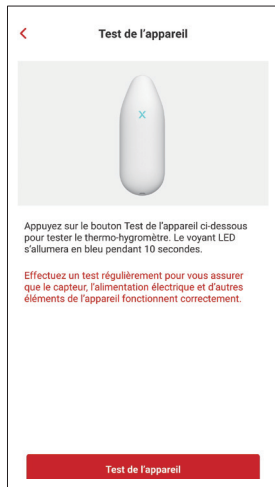 Test de l'appareil
Appuyez sur le bouton Test de l'appareil ci-dessous
pour tester le thermo-hygromètre. Le voyant LED
s'allumera en bleu pendant 10 secondes.
Effectuez un test régulièrement pour vous assurer
que le capteur, l'alimentation électrique et d'autres
éléments de l'appareil fonctionnent correctement.
Test de l'appareil